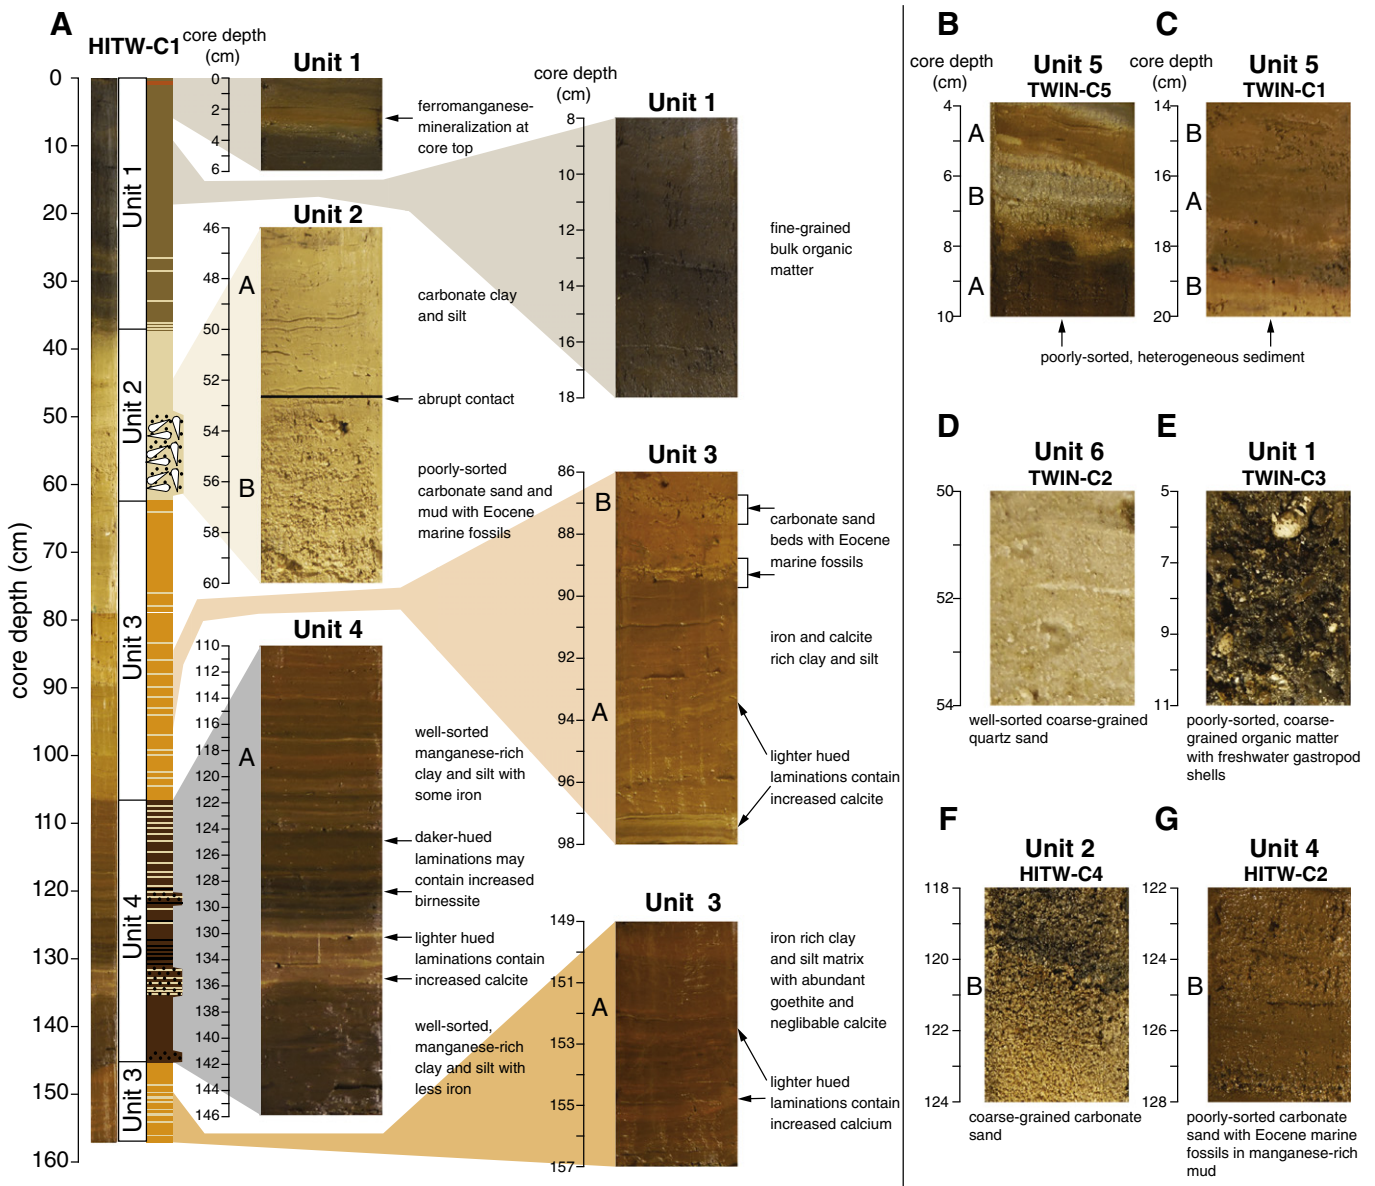 A
HITW-C1
core depth (cm)
0
10
20
30
40
50
60
70
80
90
100
110
120
130
140
150
160
Unit 1
Unit 2
Unit 3
Unit 4
Unit 3
core depth
(cm)
Unit 1
0
2
4
6
ferromanganese-
mineralization at
core top
core depth
(cm)
Unit 1
8
10
12
14
16
18
fine-grained
bulk organic
matter
Unit 2
46
48
50
52
54
56
58
60
A
B
carbonate clay
and silt
abrupt contact
poorly-sorted
carbonate sand and
mud with Eocene
marine fossils
Unit 3
86
88
90
92
94
96
98
B
A
carbonate sand
beds with Eocene
marine fossils
iron and calcite
rich clay and silt
lighter hued
laminations contain
increased calcite
Unit 4
110
114
116
118
120
122
124
126
128
130
130
134
136
138
140
142
144
146
A
well-sorted
manganese-rich
clay and silt with
some iron
daker-hued
laminations may
contain increased
birnessite
lighter hued
laminations contain
increased calcite
well-sorted,
manganese-rich
clay and silt with
less iron
Unit 3
149
151
153
155
157
A
iron rich clay
and silt matrix
with abundant
goethite and
neglibable calcite
lighter hued
laminations contain
increased calcium
B
core depth
(cm)
Unit 5
TWIN-C5
4
6
8
10
A
B
A
C
core depth
(cm)
Unit 5
TWIN-C1
14
16
18
20
B
A
B
poorly-sorted, heterogeneous sediment
D
Unit 6
TWIN-C2
50
52
54
well-sorted coarse-grained
quartz sand
E
Unit 1
TWIN-C3
5
7
9
11
poorly-sorted, coarse-
grained organic matter
with freshwater gastropod
shells
F
Unit 2
HITW-C4
118
120
122
124
B
coarse-grained carbonate
sand
G
Unit 4
HITW-C2
122
124
126
128
B
poorly-sorted carbonate
sand with Eocene marine
fossils in manganese-rich
mud